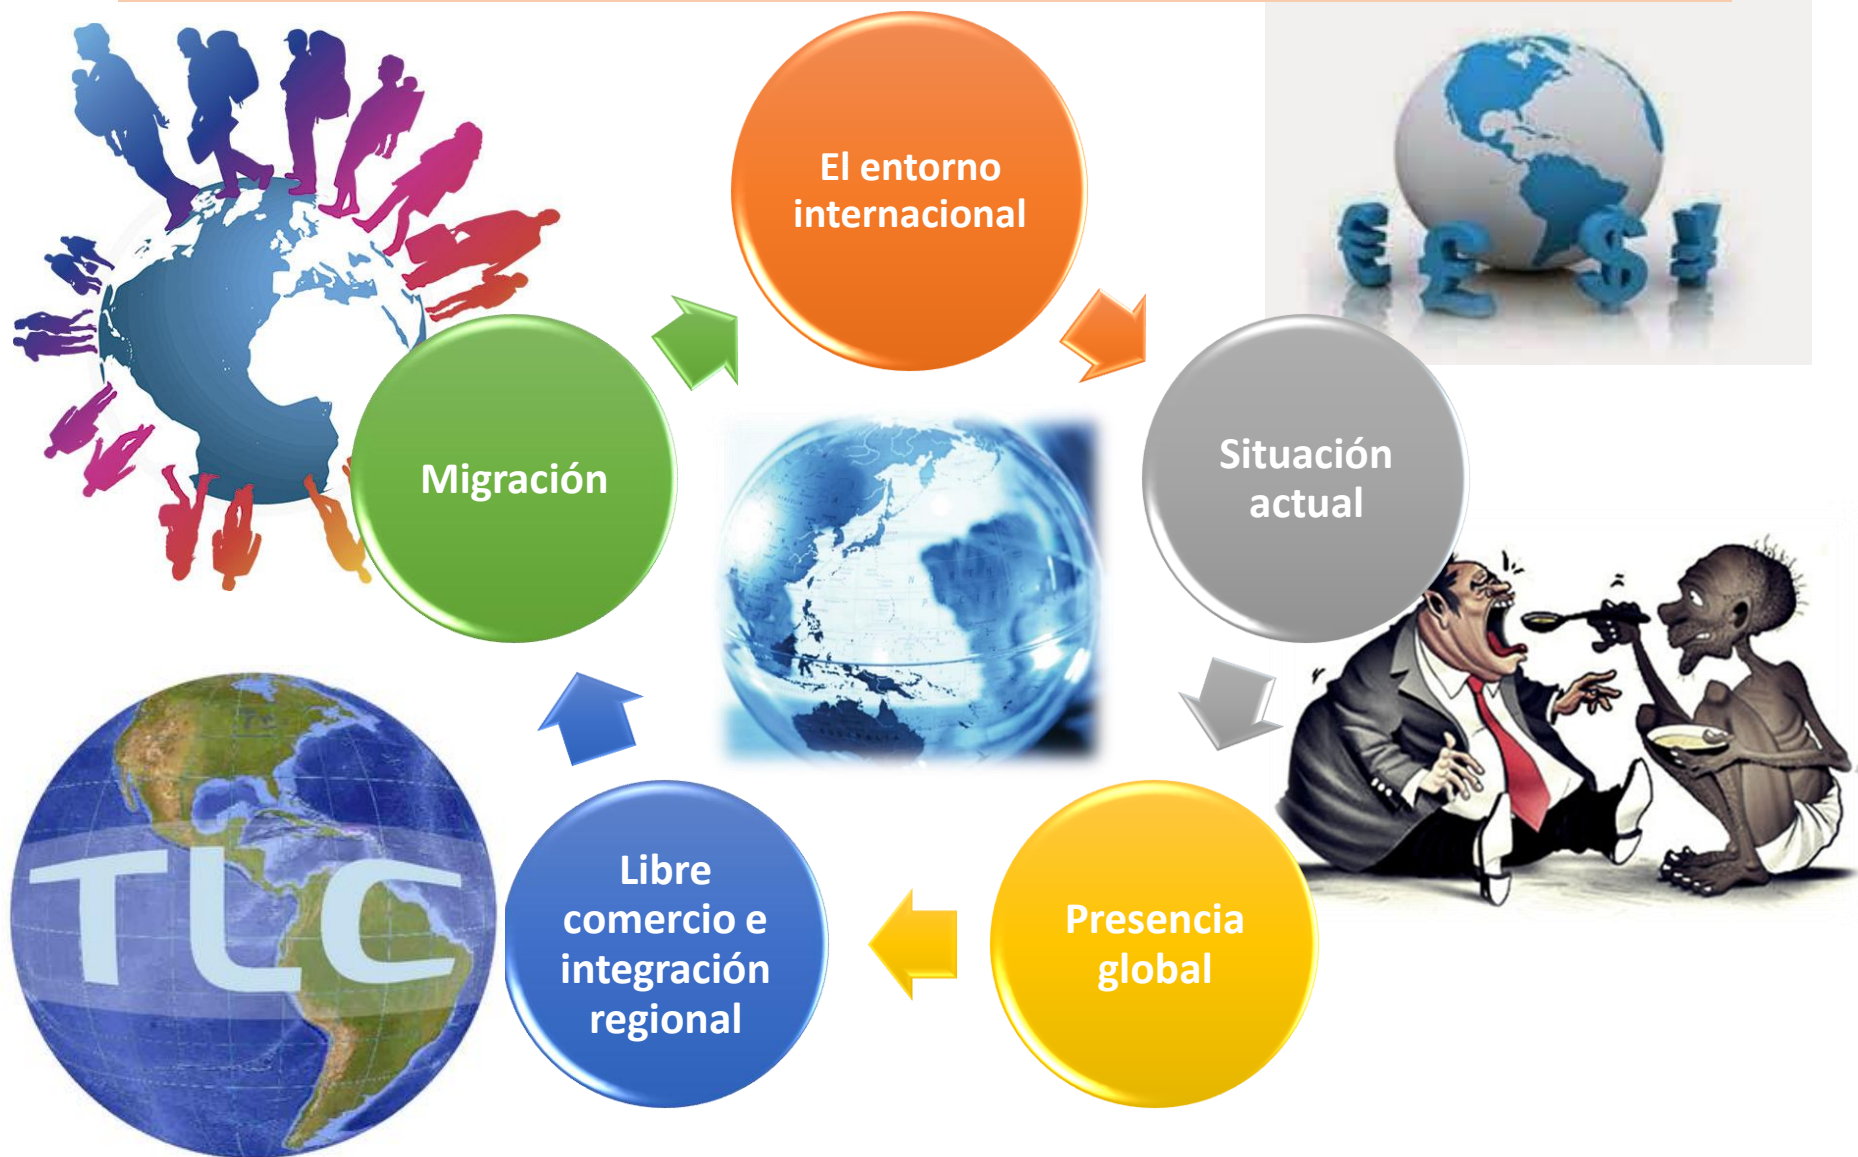 El entorno
internacional
Situación
actual
Presencia
global
Libre
comercio e
integración
regional
Migración
TLC
€ £ $ ¥